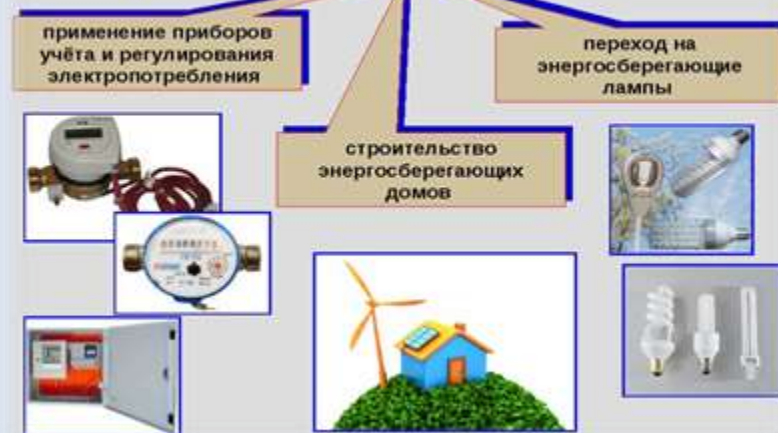 применение приборов
учёта и регулирования
электропотребления
строительство
энергосберегающих
домов
переход на
энергосберегающие
лампы